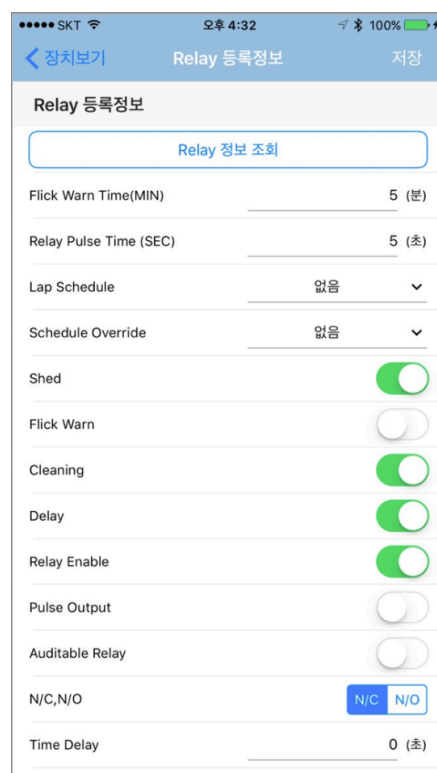 SKT 오후 4:32 100%
장치보기 Relay 등록정보 저장
Relay 등록정보
Relay 정보 조회
Flick Warn Time(MIN) 5 (분)
Relay Pulse Time (SEC) 5 (초)
Lap Schedule 없음
Schedule Override 없음
Shed
Flick Warn
Cleaning
Delay
Relay Enable
Pulse Output
Auditable Relay
N/C,N/O N/C N/O
Time Delay 0 (초)